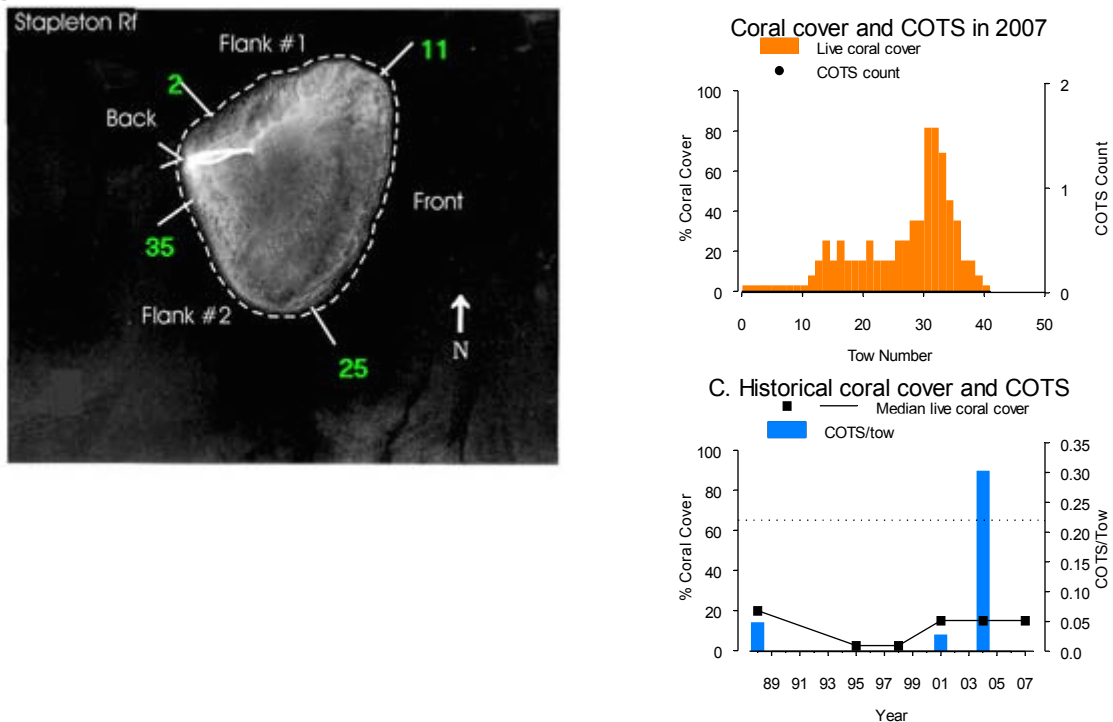 Stapleton Rf
Flank #1
11
2
Back
Front
35
Flank #2
N
25
Coral cover and COTS in 2007
Live coral cover
COTS count
100
80
60
40
20
0
% Coral Cover
2
1
0
COTS Count
0 10 20 30 40 50
Tow Number
C. Historical coral cover and COTS
Median live coral cover
COTS/tow
100
80
60
40
20
0
% Coral Cover
0.35
0.30
0.25
0.20
0.15
0.10
0.05
0.0
COTS/Tow
89 91 93 95 97 99 01 03 05 07
Year